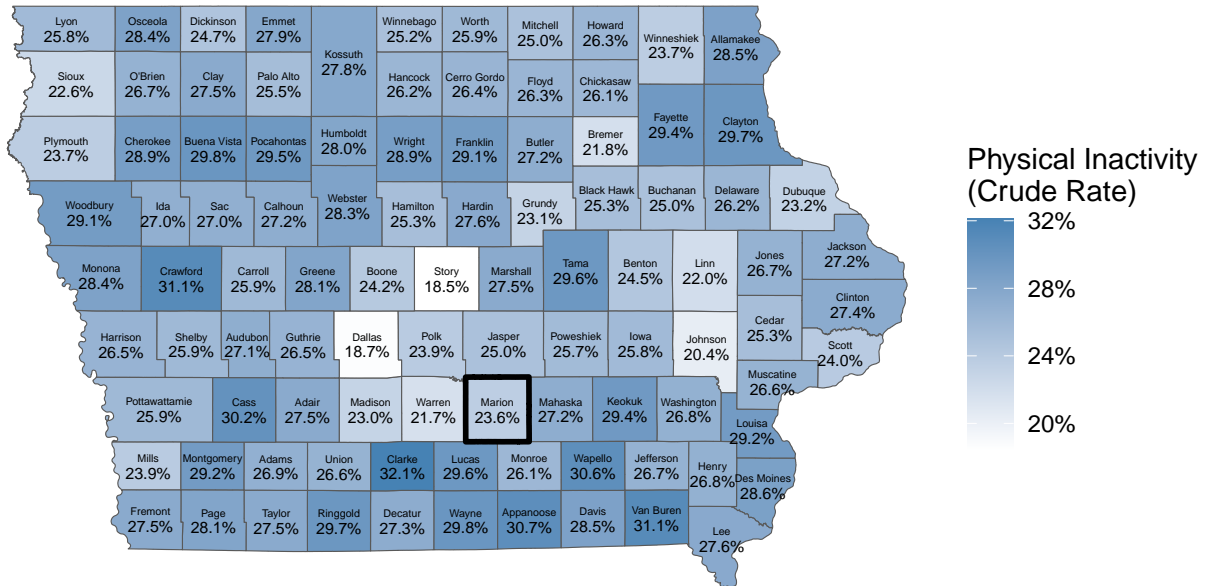 Lyon
25.8%
Osceola
28.4%
Dickinson
24.7%
Emmet
27.9%
Kossuth
27.8%
Winnebago
25.2%
Worth
25.9%
Mitchell
25.0%
Howard
26.3%
Winneshiek
23.7%
Allamakee
28.5%
Sioux
22.6%
O'Brien
26.7%
Clay
27.5%
Palo Alto
25.5%
Hancock
26.2%
Cerro Gordo
26.4%
Floyd
26.3%
Chickasaw
26.1%
Fayette
29.4%
Clayton
29.7%
Plymouth
23.7%
Cherokee
28.9%
Buena Vista
29.8%
Pocahontas
29.5%
Humboldt
28.0%
Wright
28.9%
Franklin
29.1%
Butler
27.2%
Bremer
21.8%
Woodbury
29.1%
Ida
27.0%
Sac
27.0%
Calhoun
27.2%
Webster
28.3%
Hamilton
25.3%
Hardin
27.6%
Grundy
23.1%
Black Hawk
25.3%
Buchanan
25.0%
Delaware
26.2%
Dubuque
23.2%
Monona
28.4%
Crawford
31.1%
Carroll
25.9%
Greene
28.1%
Boone
24.2%
Story
18.5%
Marshall
27.5%
Tama
29.6%
Benton
24.5%
Linn
22.0%
Jones
26.7%
Jackson
27.2%
Clinton
27.4%
Harrison
26.5%
Shelby
25.9%
Audubon
27.1%
Guthrie
26.5%
Dallas
18.7%
Polk
23.9%
Jasper
25.0%
Poweshiek
25.7%
Iowa
25.8%
Johnson
20.4%
Cedar
25.3%
Scott
24.0%
Muscatine
26.6%
Pottawattamie
25.9%
Cass
30.2%
Adair
27.5%
Madison
23.0%
Warren
21.7%
Marion
23.6%
Mahaska
27.2%
Keokuk
29.4%
Washington
26.8%
Louisa
29.2%
Mills
23.9%
Montgomery
29.2%
Adams
26.9%
Union
26.6%
Clarke
32.1%
Lucas
29.6%
Monroe
26.1%
Wapello
30.6%
Jefferson
26.7%
Henry
26.8%
Des Moines
28.6%
Fremont
27.5%
Page
28.1%
Taylor
27.5%
Ringgold
29.7%
Decatur
27.3%
Wayne
29.8%
Appanoose
30.7%
Davis
28.5%
Van Buren
31.1%
Lee
27.6%
Physical Inactivity
(Crude Rate)
32%
28%
24%
20%